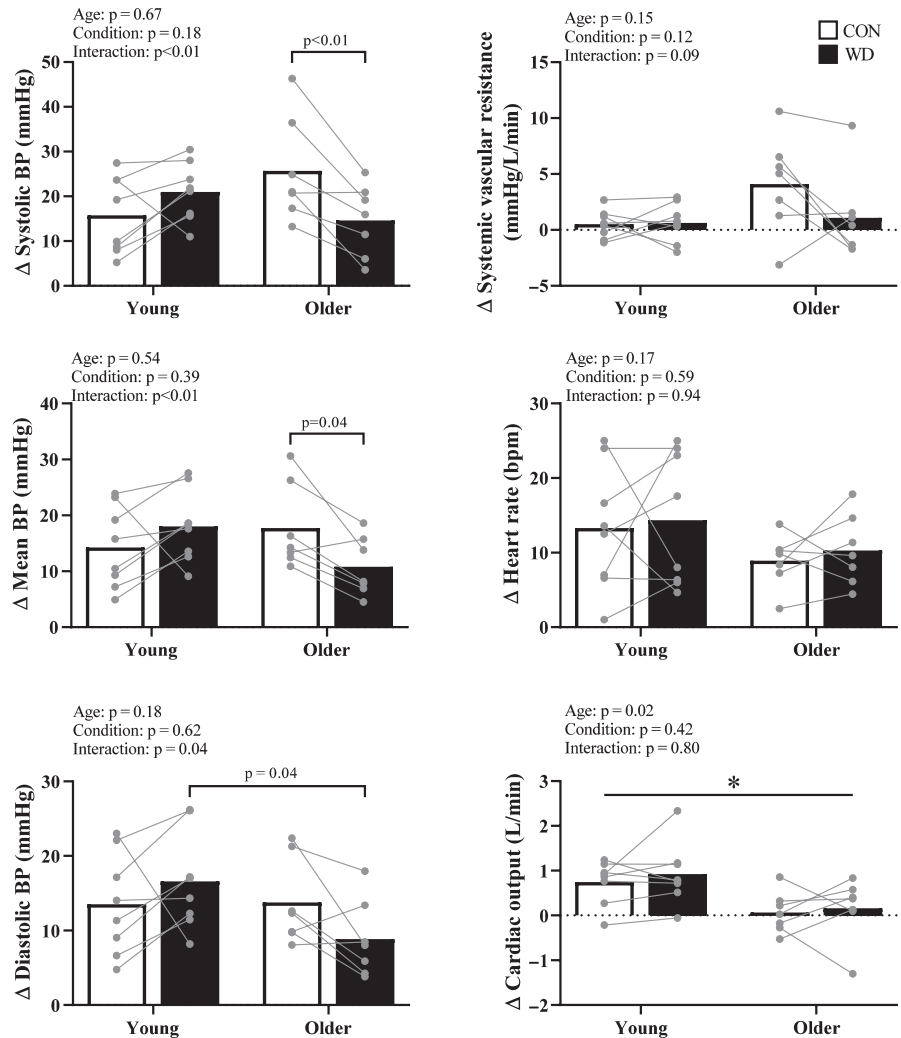 Age: p = 0.67
Condition: p = 0.18
Interaction: p<0.01
p<0.01
Δ Systolic BP (mmHg)
50
40
30
20
10
0
Young
Older
Age: p = 0.15
Condition: p = 0.12
Interaction: p = 0.09
CON
WD
Δ Systemic vascular resistance
(mmHg/L/min)
15
10
5
0
−5
Young
Older
Age: p = 0.54
Condition: p = 0.39
Interaction: p<0.01
p=0.04
Δ Mean BP (mmHg)
40
30
20
10
0
Young
Older
Age: p = 0.17
Condition: p = 0.59
Interaction: p = 0.94
Δ Heart rate (bpm)
30
20
10
0
Young
Older
Age: p = 0.18
Condition: p = 0.62
Interaction: p = 0.04
p = 0.04
Δ Diastolic BP (mmHg)
30
20
10
0
Young
Older
Age: p = 0.02
Condition: p = 0.42
Interaction: p = 0.80
*
Δ Cardiac output (L/min)
3
2
1
0
−1
−2
Young
Older